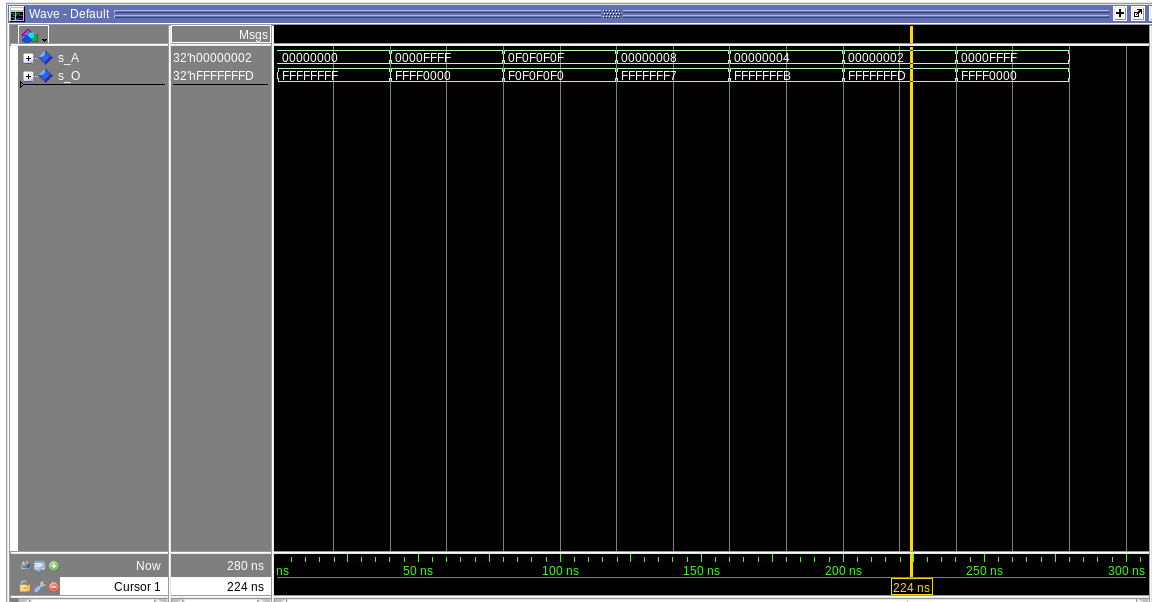 Wave - Default
Msgs
s_A 32'h00000002 00000000 0000FFFF 0F0F0F0F 00000008 00000004 00000002 0000FFFF
s_O 32'hFFFFFFFD FFFFFFFF FFFF0000 F0F0F0F0 FFFFFFF7 FFFFFFFB FFFFFFFD FFFF0000
Now 280 ns ns 50 ns 100 ns 150 ns 200 ns 250 ns 300 ns
Cursor 1 224 ns 224 ns